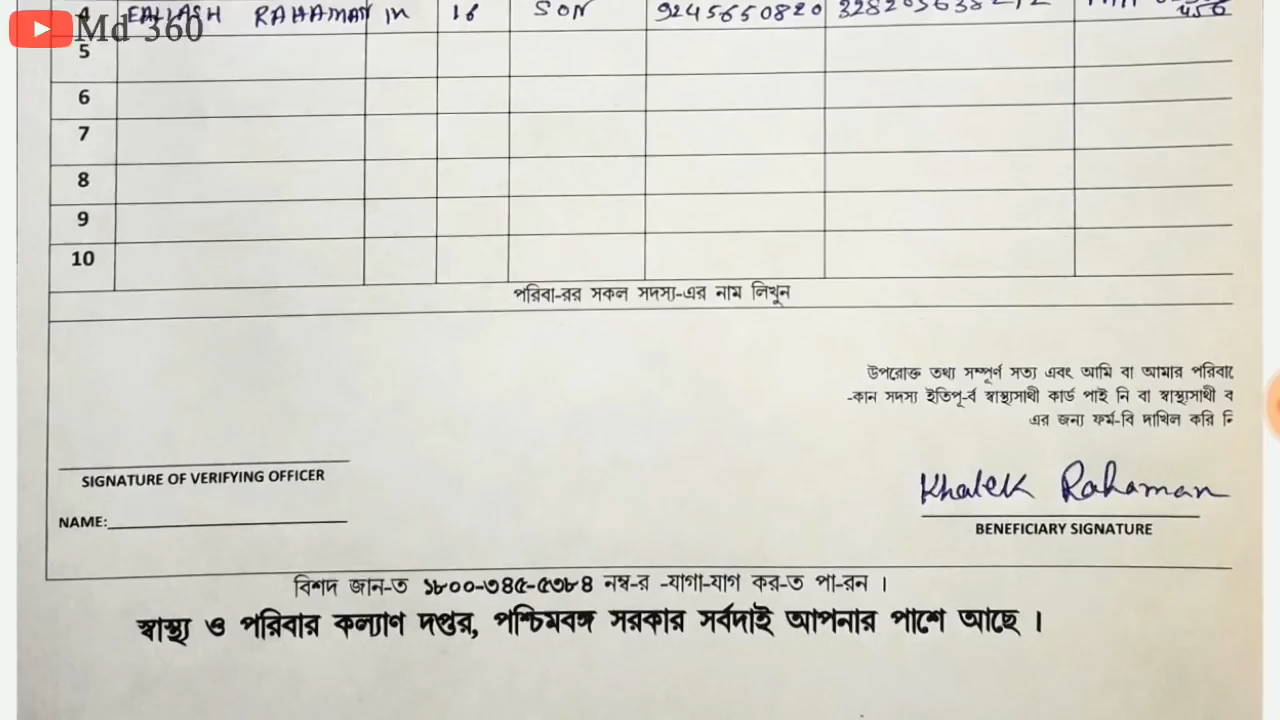 4 RAHAMAN M 16 SON 9245650820
Md 360
5
6
7
8
9
10
পরিবা-রর সকল সদস্য-এর নাম লিখুন
উপরোক্ত তথ্য সম্পূর্ণ সত্য এবং আমি বা আমার পরিবারে
-কান সদস্য ইতিপূ-র্ব স্বাস্থ্যসাথী কার্ড পাই নি বা স্বাস্থ্যসাথী ক
এর জন্য ফর্ম-বি দাখিল করি নি
Khalek Rahaman
SIGNATURE OF VERIFYING OFFICER
BENEFICIARY SIGNATURE
NAME:
বিশদ জান-ত ১৮০০-৩৪৫-৫৩৮৪ নম্ব-র -যাগা-যাগ কর-ত পা-রন ।
স্বাস্থ্য ও পরিবার কল্যাণ দপ্তর, পশ্চিমবঙ্গ সরকার সর্বদাই আপনার পাশে আছে ।